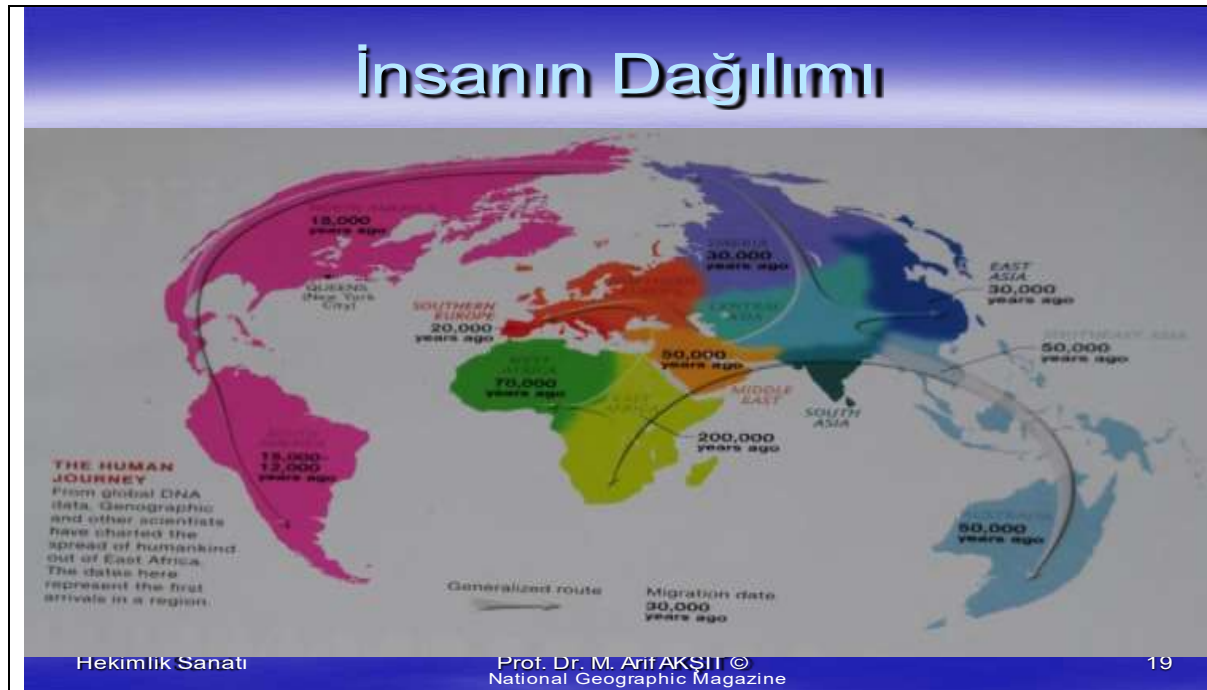 İnsanın Dağılımı
NORTH AMERICA
15,000
years ago
QUEENS
(New York
City)
SOUTHERN
EUROPE
20,000
years ago
SIBERIA
30,000
years ago
CENTRAL
ASIA
EAST
ASIA
30,000
years ago
SOUTHEAST ASIA
50,000
years ago
WEST
AFRICA
70,000
years ago
EAST
AFRICA
50,000
years ago
MIDDLE
EAST
SOUTH
ASIA
200,000
years ago
SOUTH
AMERICA
15,000-
12,000
years ago
AUSTRALIA
50,000
years ago
THE HUMAN
JOURNEY
From global DNA
data, Genographic
and other scientists
have charted the
spread of humankind
out of East Africa.
The dates here
represent the first
arrivals in a region.
Generalized route
Migration date
30,000
years ago
Hekimlik Sanatı
Prof. Dr. M. Arif AKŞİT ©
National Geographic Magazine
19